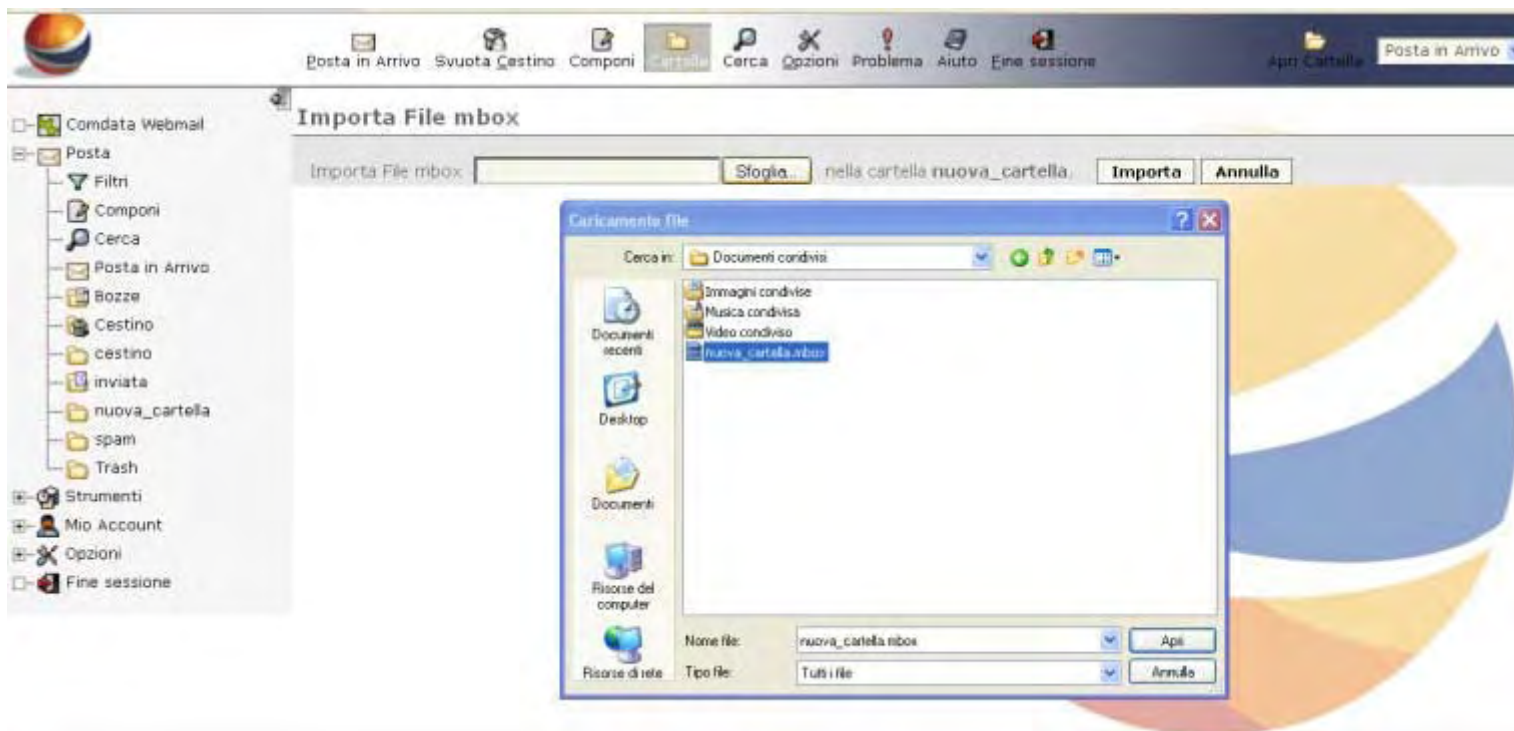 Posta in Arrivo Svuota Cestino Componi Cartelle Cerca Opzioni Problema Aiuto Fine sessione Apri Cartella Posta in Arrivo
Importa File mbox
Importa File mbox: Sfoglia... nella cartella nuova_cartella. Importa Annulla
Comdata Webmail
Posta
Filtri
Componi
Cerca
Posta in Arrivo
Bozze
Cestino
cestino
inviata
nuova_cartella
spam
Trash
Strumenti
Mio Account
Opzioni
Fine sessione
Caricamento file
Cerca in: Documenti condivisi
Immagini condivise
Musica condivisa
Video condiviso
nuova_cartella.mbox
Documenti recenti
Desktop
Documenti
Risorse del computer
Risorse di rete
Nome file: nuova_cartella.mbox Apri
Tipo file: Tutti i file Annulla